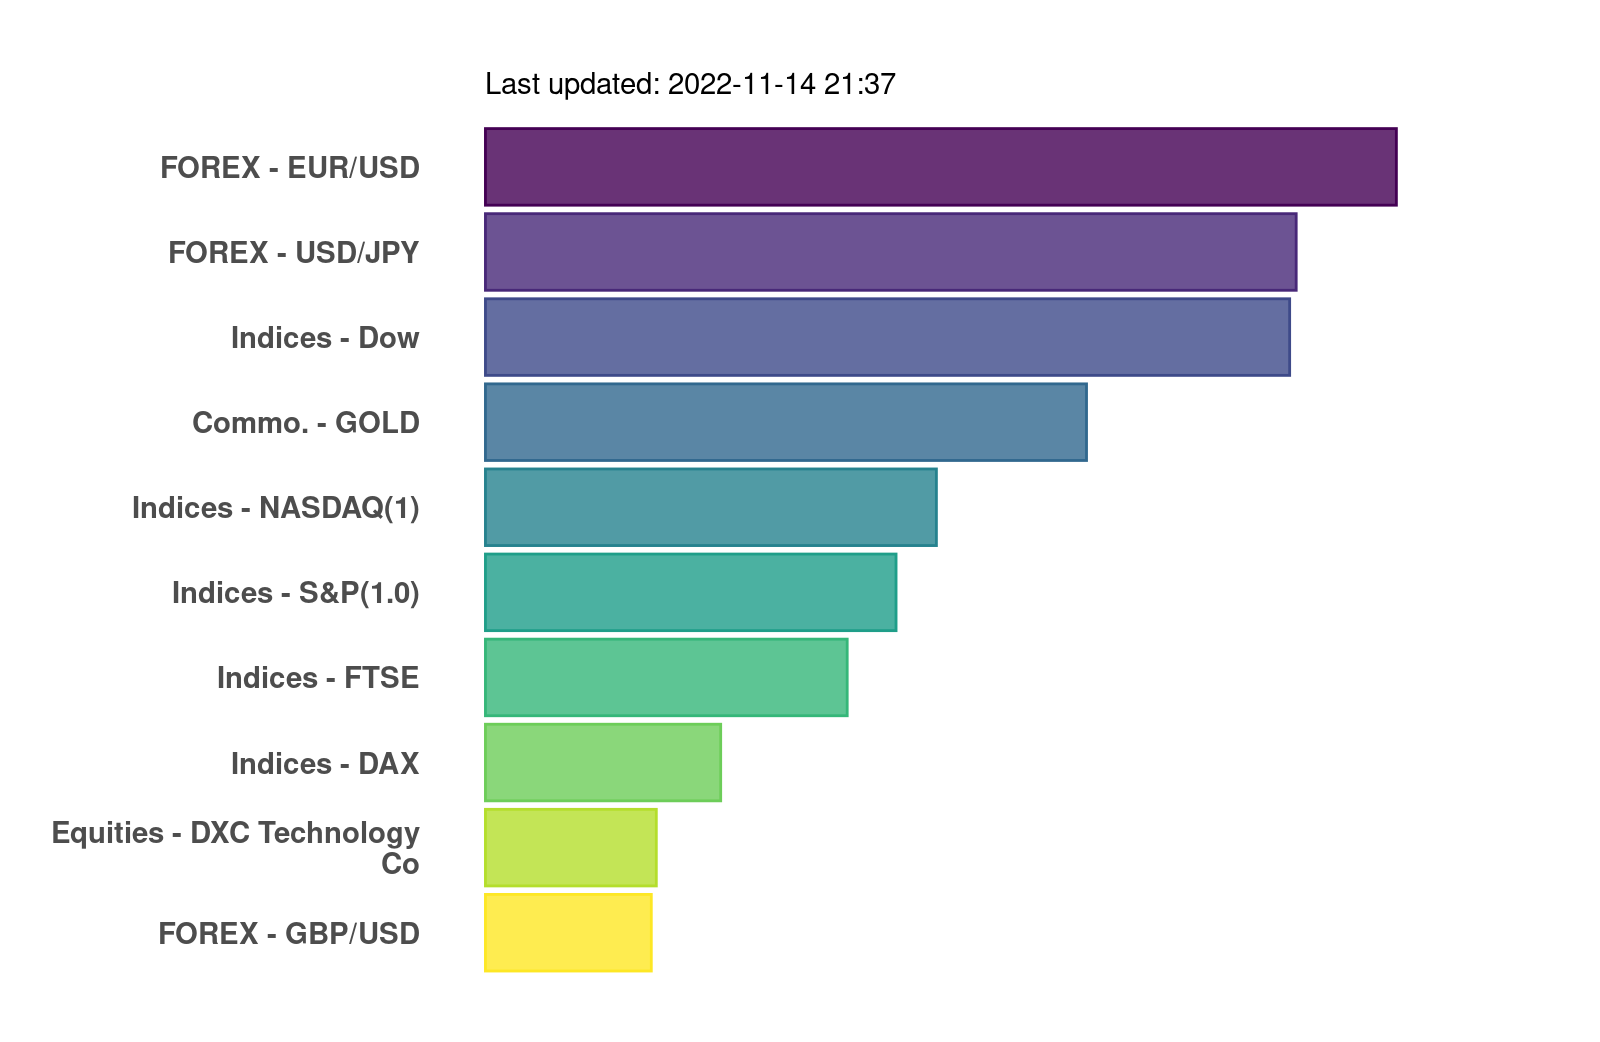 Last updated: 2022-11-14 21:37
FOREX - EUR/USD
FOREX - USD/JPY
Indices - Dow
Commo. - GOLD
Indices - NASDAQ(1)
Indices - S&P(1.0)
Indices - FTSE
Indices - DAX
Equities - DXC Technology
Co
FOREX - GBP/USD